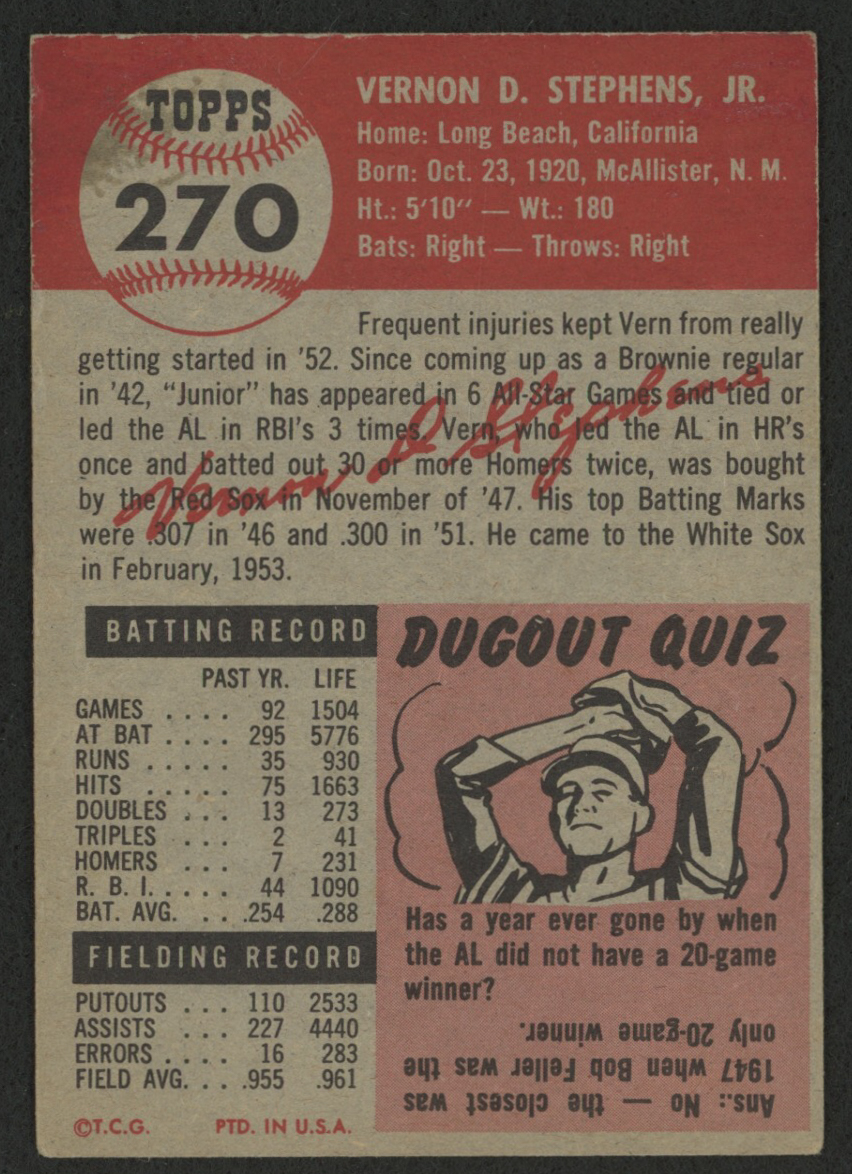 TOPPS
270
VERNON D. STEPHENS, JR.
Home: Long Beach, California
Born: Oct. 23, 1920, McAllister, N. M.
Ht.: 5'10" — Wt.: 180
Bats: Right — Throws: Right
Frequent injuries kept Vern from really
getting started in '52. Since coming up as a Brownie regular
in '42, "Junior" has appeared in 6 All-Star Games and tied or
led the AL in RBI's 3 times. Vern, who led the AL in HR's
once and batted out 30 or more Homers twice, was bought
by the Red Sox in November of '47. His top Batting Marks
were .307 in '46 and .300 in '51. He came to the White Sox
in February, 1953.
Vernon D Stephens
BATTING RECORD
PAST YR. LIFE
GAMES . . . . 92 1504
AT BAT . . . . 295 5776
RUNS . . . . . 35 930
HITS . . . . . 75 1663
DOUBLES . . . 13 273
TRIPLES . . . 2 41
HOMERS . . . 7 231
R. B. I. . . . . 44 1090
BAT. AVG. . . .254 .288
FIELDING RECORD
PUTOUTS . . . 110 2533
ASSISTS . . . 227 4440
ERRORS . . . . 16 283
FIELD AVG. . . .955 .961
©T.C.G. PTD. IN U.S.A.
DUGOUT QUIZ
Has a year ever gone by when
the AL did not have a 20-game
winner?
Ans.: No — the closest was
1947 when Bob Feller was the
only 20-game winner.